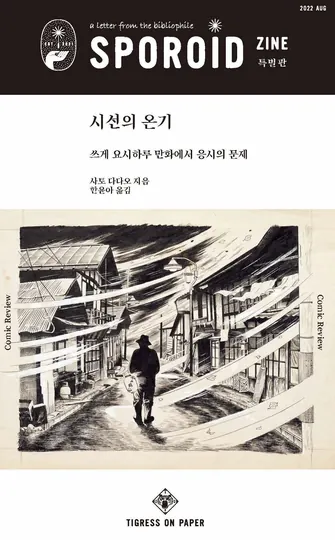 2022 AUG
a letter from the bibliophile
SPOROID ZINE
특별판
시선의 온기
쓰게 요시하루 만화에서 응시의 문제
사토 다다오 지음
안윤아 옮김
Comic Review
Comic Review
TIGRESS ON PAPER